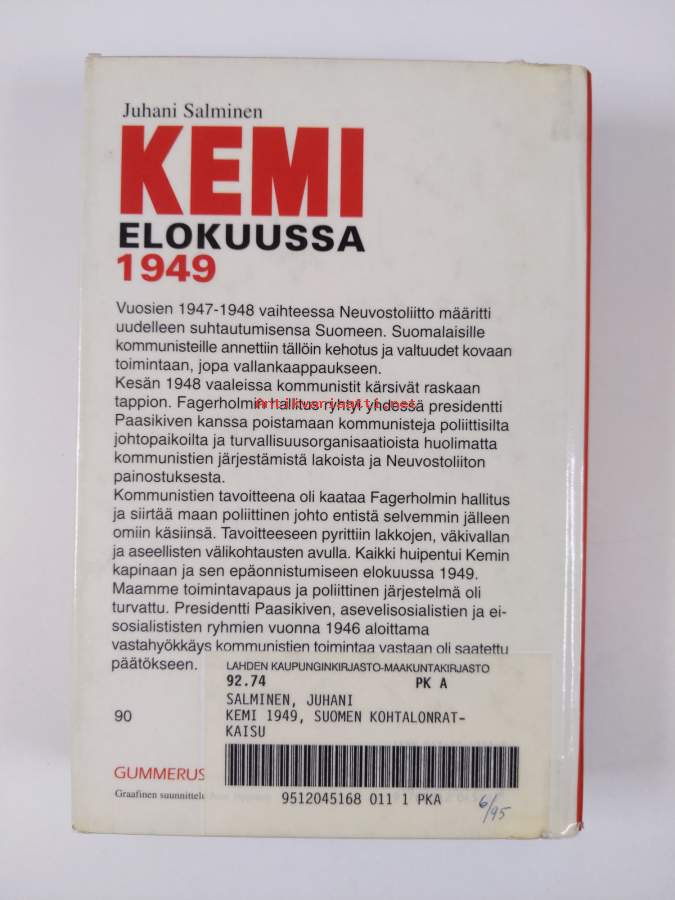 Juhani Salminen
KEMI
ELOKUUSSA
1949
Vuosien 1947-1948 vaihteessa Neuvostoliitto määritti
uudelleen suhtautumisensa Suomeen. Suomalaisille
kommunisteille annettiin tällöin kehotus ja valtuudet kovaan
toimintaan, jopa vallankaappaukseen.
Kesän 1948 vaaleissa kommunistit kärsivät raskaan
tappion. Fagerholmin hallitus ryhtyi yhdessä presidentti
Antikvariaatti.net
Paasikiven kanssa poistamaan kommunisteja poliittisilta
johtopaikoilta ja turvallisuusorganisaatioista huolimatta
kommunistien järjestämistä lakoista ja Neuvostoliiton
painostuksesta.
Kommunistien tavoitteena oli kaataa Fagerholmin hallitus
ja siirtää maan poliittinen johto entistä selvemmin jälleen
omiin käsiinsä. Tavoitteeseen pyrittiin lakkojen, väkivallan
ja aseellisten välikohtausten avulla. Kaikki huipentui Kemin
kapinaan ja sen epäonnistumiseen elokuussa 1949.
Maamme toimintavapaus ja poliittinen järjestelmä oli
turvattu. Presidentti Paasikiven, asevelisosialistien ja ei-
sosialististen ryhmien vuonna 1946 aloittama
vastahyökkäys kommunistien toimintaa vastaan oli saatettu
päätökseen.
LAHDEN KAUPUNGINKIRJASTO-MAAKUNTAKIRJASTO
92.74 PK A
SALMINEN, JUHANI
KEMI 1949, SUOMEN KOHTALONRAT-
KAISU
90
GUMMERUS
Graafinen suunnittelu
9512045168 011 1 PKA
6/95